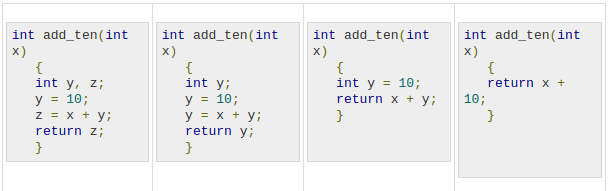 int add_ten(int
x)
{
int y, z;
y = 10;
z = x + y;
return z;
}
int add_ten(int
x)
{
int y;
y = 10;
y = x + y;
return y;
}
int add_ten(int
x)
{
int y = 10;
return x + y;
}
int add_ten(int
x)
{
return x +
10;
}